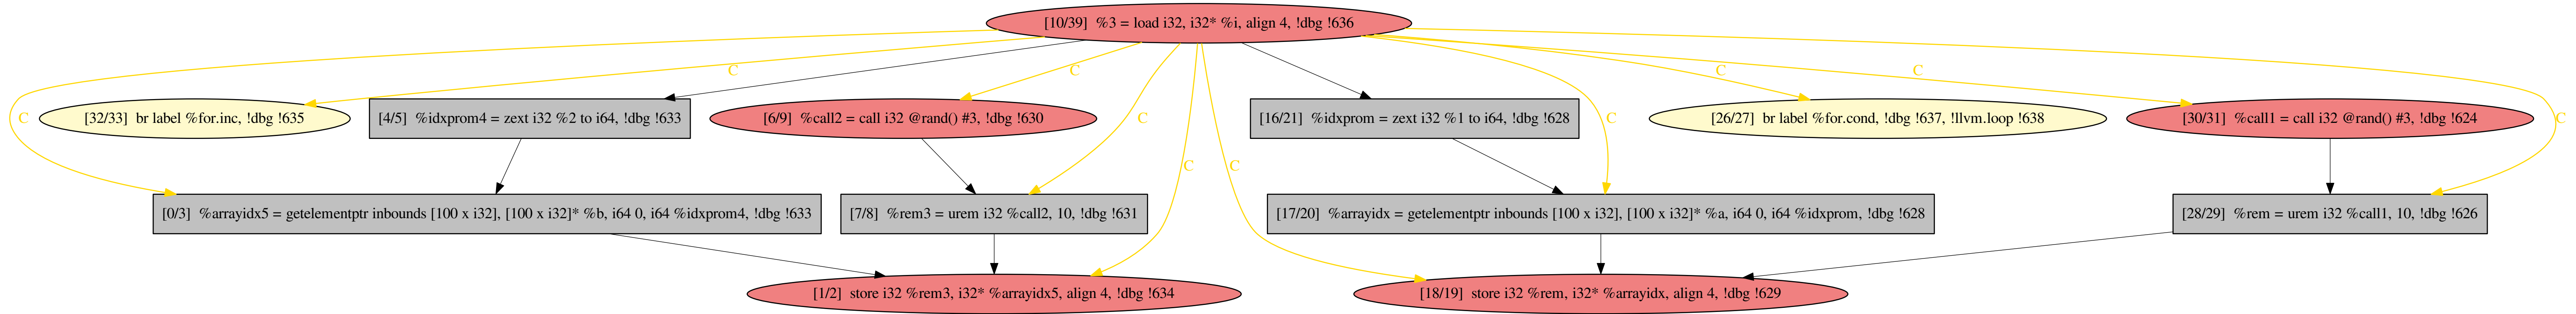 [10/39]  %3 = load i32, i32* %i, align 4, !dbg !636
C
C
C
C
[32/33]  br label %for.inc, !dbg !635
[4/5]  %idxprom4 = zext i32 %2 to i64, !dbg !633
[6/9]  %call2 = call i32 @rand() #3, !dbg !630
[16/21]  %idxprom = zext i32 %1 to i64, !dbg !628
[26/27]  br label %for.cond, !dbg !637, !llvm.loop !638
[30/31]  %call1 = call i32 @rand() #3, !dbg !624
C
C
C
C
C
C
[0/3]  %arrayidx5 = getelementptr inbounds [100 x i32], [100 x i32]* %b, i64 0, i64 %idxprom4, !dbg !633
[7/8]  %rem3 = urem i32 %call2, 10, !dbg !631
[17/20]  %arrayidx = getelementptr inbounds [100 x i32], [100 x i32]* %a, i64 0, i64 %idxprom, !dbg !628
[28/29]  %rem = urem i32 %call1, 10, !dbg !626
[1/2]  store i32 %rem3, i32* %arrayidx5, align 4, !dbg !634
[18/19]  store i32 %rem, i32* %arrayidx, align 4, !dbg !629